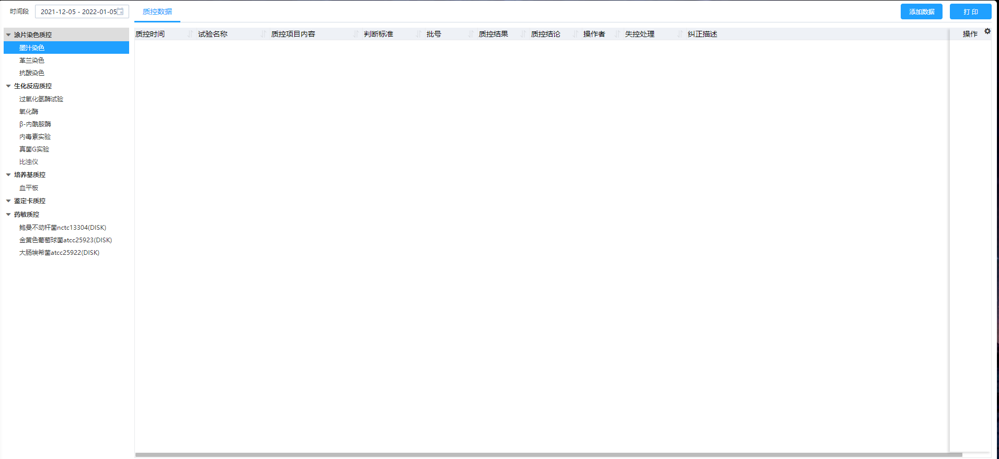 时间段 2021-12-05 - 2022-01-05 质控数据 添加数据 打 印
质控时间 试验名称 质控项目内容 判断标准 批号 质控结果 质控结论 操作者 失控处理 纠正描述 操作
涂片染色质控
墨汁染色
革兰染色
抗酸染色
生化反应质控
过氧化氢酶试验
氧化酶
β-内酰胺酶
内毒素实验
真菌G实验
比浊仪
培养基质控
血平板
鉴定卡质控
药敏质控
鲍曼不动杆菌nctc13304(DISK)
金黄色葡萄球菌atcc25923(DISK)
大肠埃希菌atcc25922(DISK)